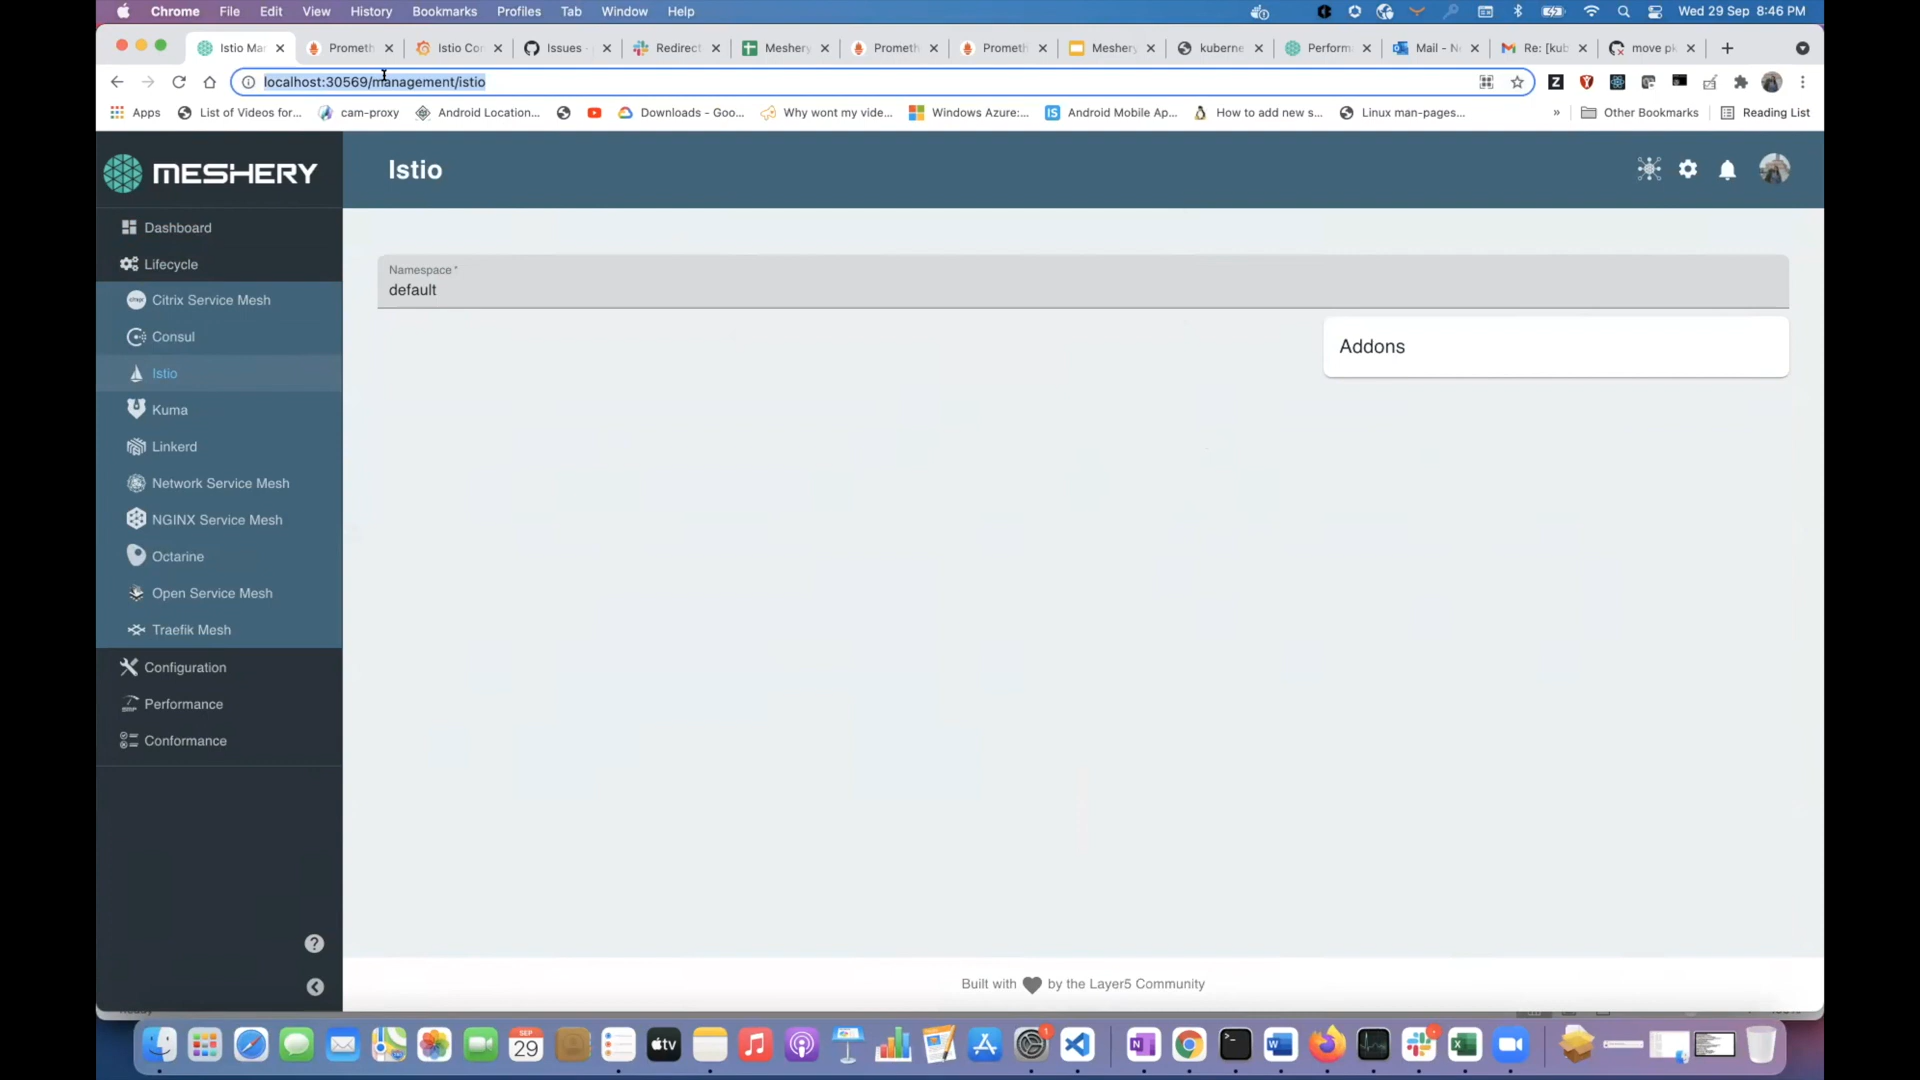 Chrome File Edit View History Bookmarks Profiles Tab Window Help Wed 29 Sep 8:46 PM
Istio Ma Prometh Istio Co Issues - Redirect Meshery Prometh Prometh Meshery kuberne Perform Mail - N Re: [kub move pk
localhost:30569/management/istio
Apps List of Videos for... cam-proxy Android Location... Downloads - Goo... Why wont my vide... Windows Azure:... Android Mobile Ap... How to add new s... Linux man-pages... » Other Bookmarks Reading List
MESHERY
Istio
Dashboard
Lifecycle
Citrix Service Mesh
Consul
Istio
Kuma
Linkerd
Network Service Mesh
NGINX Service Mesh
Octarine
Open Service Mesh
Traefik Mesh
Configuration
Performance
Conformance
Namespace *
default
Addons
Built with by the Layer5 Community
SEP
29
tv
1